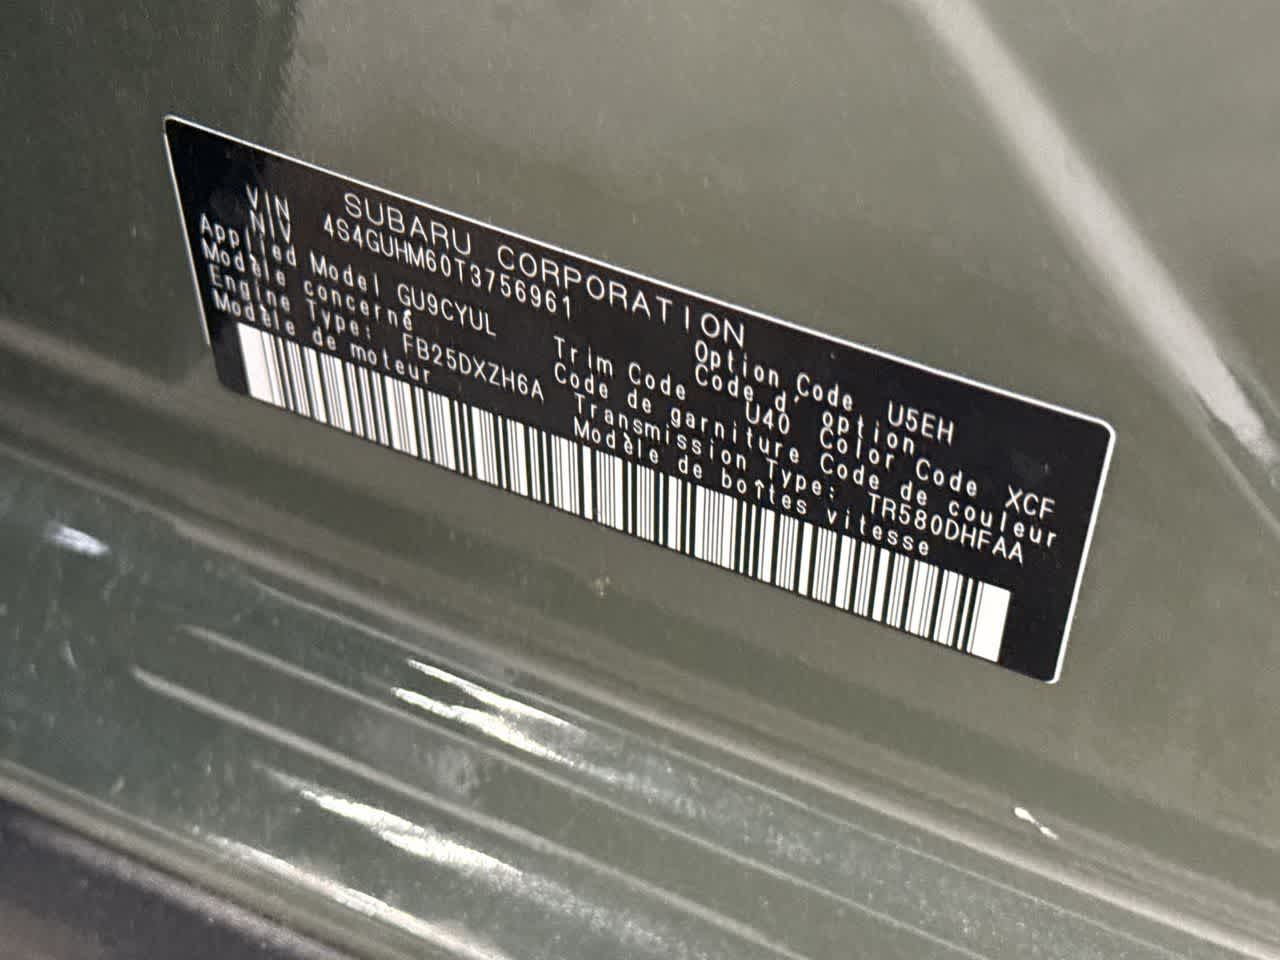 SUBARU CORPORATION
VIN 4S4GUHM60T3756961
NIV
Applied Model GU9CYUL Option Code U5EH
Modèle concerné Code d'option
Trim Code U40 Color Code XCF
Code de garniture Code de couleur
Engine Type: FB25DXZH6A Transmission Type: TR580DHFAA
Modèle de moteur Modèle de boîtes vitesse